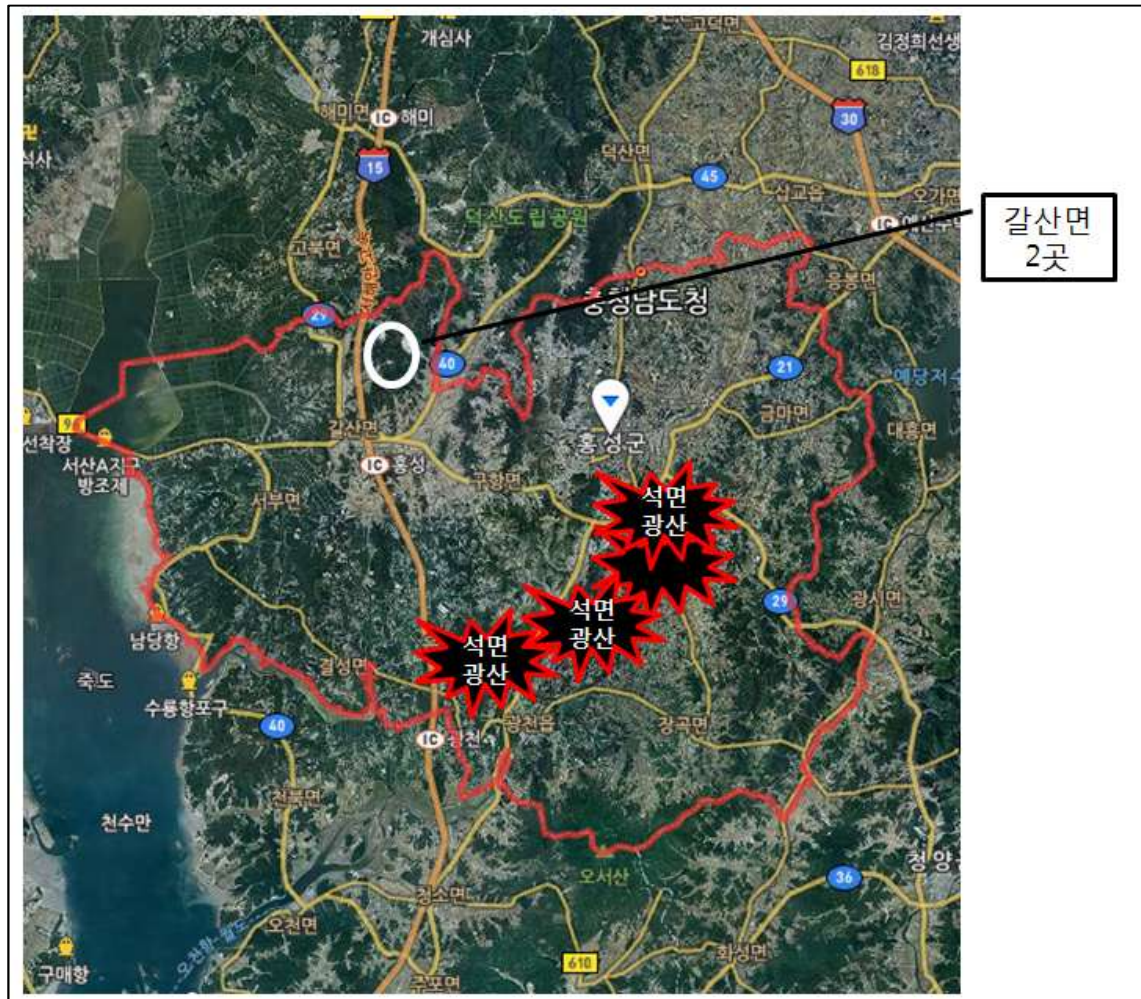 개심사
고덕면
김정희선생
618
해미면
IC 해미
30
15
덕산면
45
삽교읍
오가면
IC
덕산도립공원
고북면
갈산면
2곳
응봉면
충청남도청
29
40
21
예당저수
96
선착장
갈산면
금마면
대흥면
홍성군
서산A지구
방조제
IC 홍성
구항면
서부면
석면
광산
29
광시면
석면
광산
남당항
석면
광산
결성면
죽도
수룡항포구
40
광천읍
장곡면
IC 광천
천북면
천수만
오서산
36
청양
청소면
오천면
화성면
610
구매항
주포면